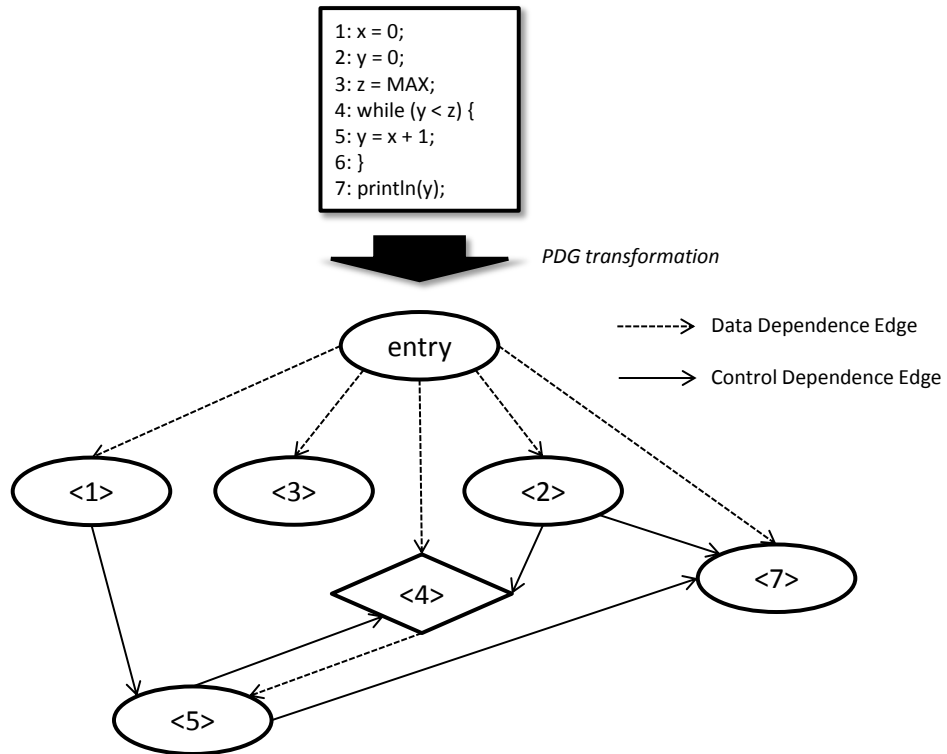 1: x = 0;
2: y = 0;
3: z = MAX;
4: while (y < z) {
5: y = x + 1;
6: }
7: println(y);
PDG transformation
entry
Data Dependence Edge
Control Dependence Edge
<1>
<3>
<2>
<4>
<7>
<5>